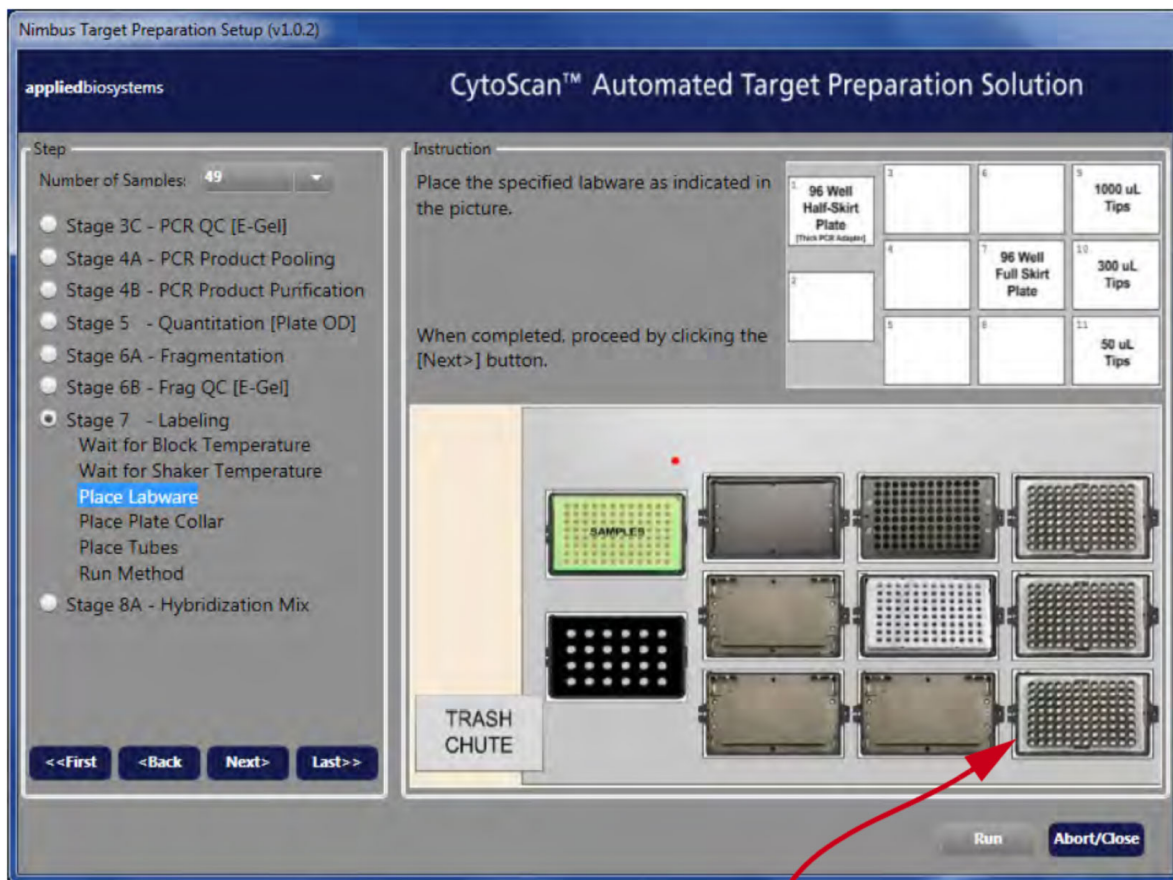 Nimbus Target Preparation Setup (v1.0.2)
appliedbiosystems
CytoScan™ Automated Target Preparation Solution
Step
Number of Samples: 49
Stage 3C - PCR QC [E-Gel]
Stage 4A - PCR Product Pooling
Stage 4B - PCR Product Purification
Stage 5 - Quantitation [Plate OD]
Stage 6A - Fragmentation
Stage 6B - Frag QC [E-Gel]
Stage 7 - Labeling
Wait for Block Temperature
Wait for Shaker Temperature
Place Labware
Place Plate Collar
Place Tubes
Run Method
Stage 8A - Hybridization Mix
<<First
<Back
Next>
Last>>
Instruction
Place the specified labware as indicated in
the picture.
When completed, proceed by clicking the
[Next>] button.
1
96 Well
Half-Skirt
Plate
[Thick PCR Adapter]
2
3
4
5
6
7
96 Well
Full Skirt
Plate
9
1000 uL
Tips
10
300 uL
Tips
11
50 uL
Tips
SAMPLES
TRASH
CHUTE
Run
Abort/Close